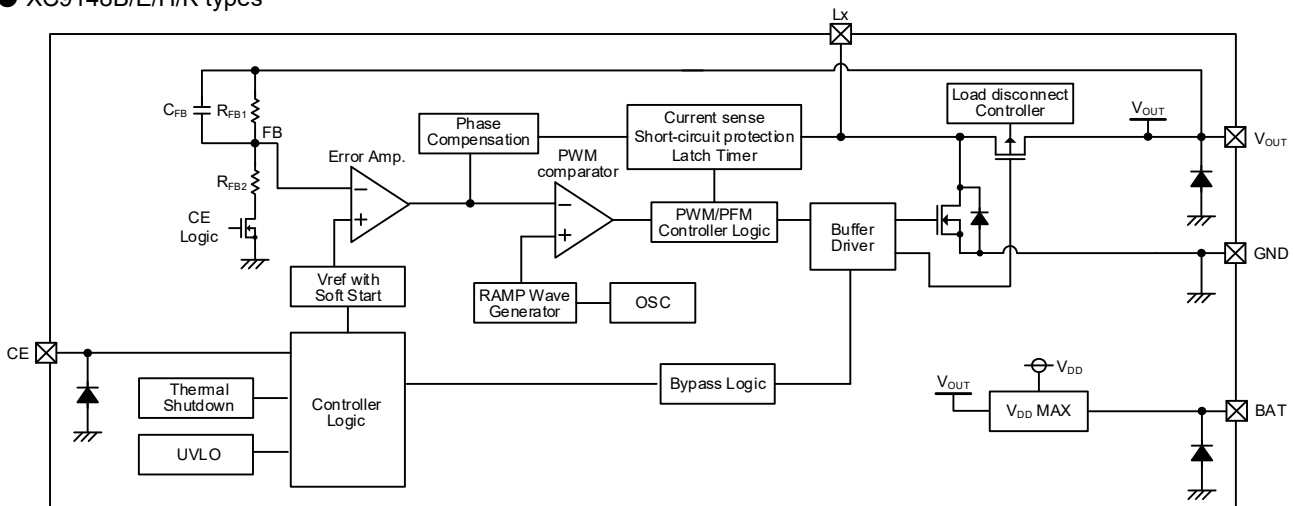 ● XC9148B/E/H/K types
Lx
CFB
RFB1
FB
RFB2
CE
Logic
Error Amp.
Phase
Compensation
PWM
comparator
Current sense
Short-circuit protection
Latch Timer
Load disconnect
Controller
VOUT
VOUT
PWM/PFM
Controller Logic
Buffer
Driver
GND
Vref with
Soft Start
RAMP Wave
Generator
OSC
CE
Thermal
Shutdown
UVLO
Controller
Logic
Bypass Logic
VOUT
VDD
VDD MAX
BAT